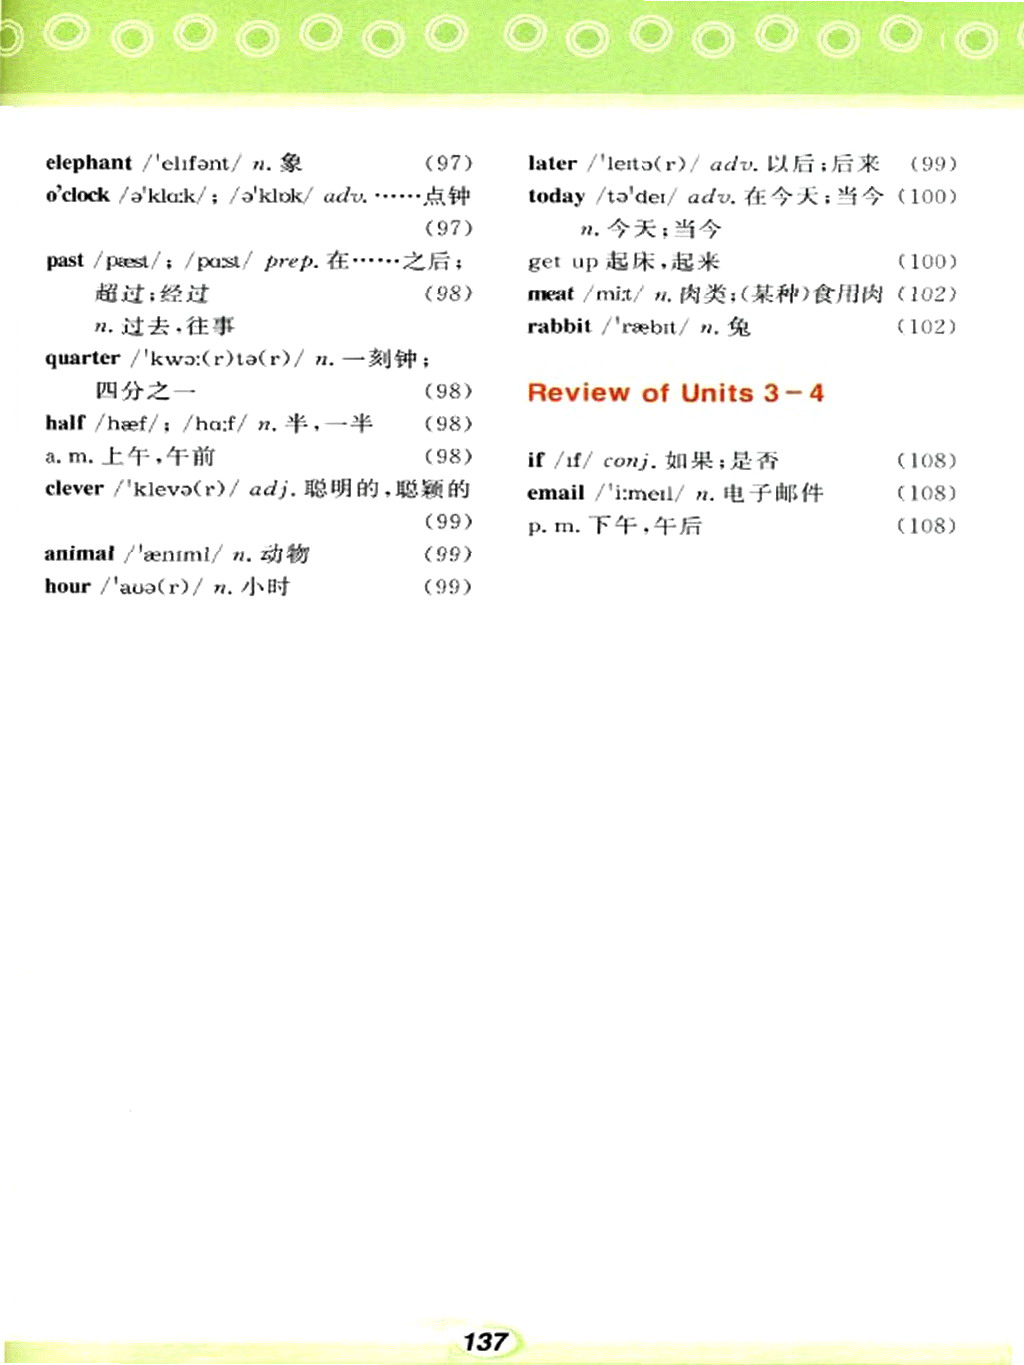 elephant /ˈelɪfənt/ n. 象 (97)
o'clock /əˈklɑːk/; /əˈklɒk/ adv. ……点钟
(97)
past /pæst/; /pɑːst/ prep. 在……之后;
超过;经过 (98)
n. 过去,往事
quarter /ˈkwɔː(r)tə(r)/ n. 一刻钟;
四分之一 (98)
half /hæf/; /hɑːf/ n. 半,一半 (98)
a. m. 上午,午前 (98)
clever /ˈklevə(r)/ adj. 聪明的,聪颖的
(99)
animal /ˈænɪml/ n. 动物 (99)
hour /ˈaʊə(r)/ n. 小时 (99)
later /ˈleɪtə(r)/ adv. 以后;后来 (99)
today /təˈdeɪ/ adv. 在今天;当今 (100)
n. 今天;当今
get up 起床,起来 (100)
meat /miːt/ n. 肉类;(某种)食用肉 (102)
rabbit /ˈræbɪt/ n. 兔 (102)
Review of Units 3-4
if /ɪf/ conj. 如果;是否 (108)
email /ˈiːmeɪl/ n. 电子邮件 (108)
p. m. 下午,午后 (108)
137